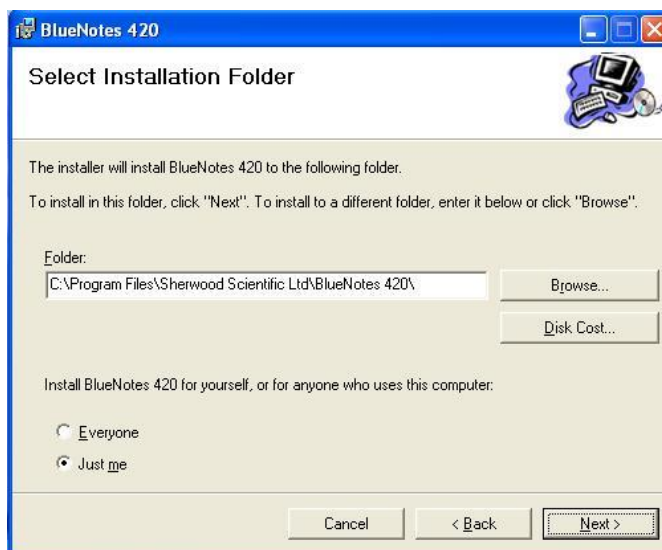 BlueNotes 420
Select Installation Folder
The installer will install BlueNotes 420 to the following folder.
To install in this folder, click "Next". To install to a different folder, enter it below or click "Browse".
Folder:
C:\Program Files\Sherwood Scientific Ltd\BlueNotes 420\
Browse...
Disk Cost...
Install BlueNotes 420 for yourself, or for anyone who uses this computer:
Everyone
Just me
Cancel
< Back
Next >